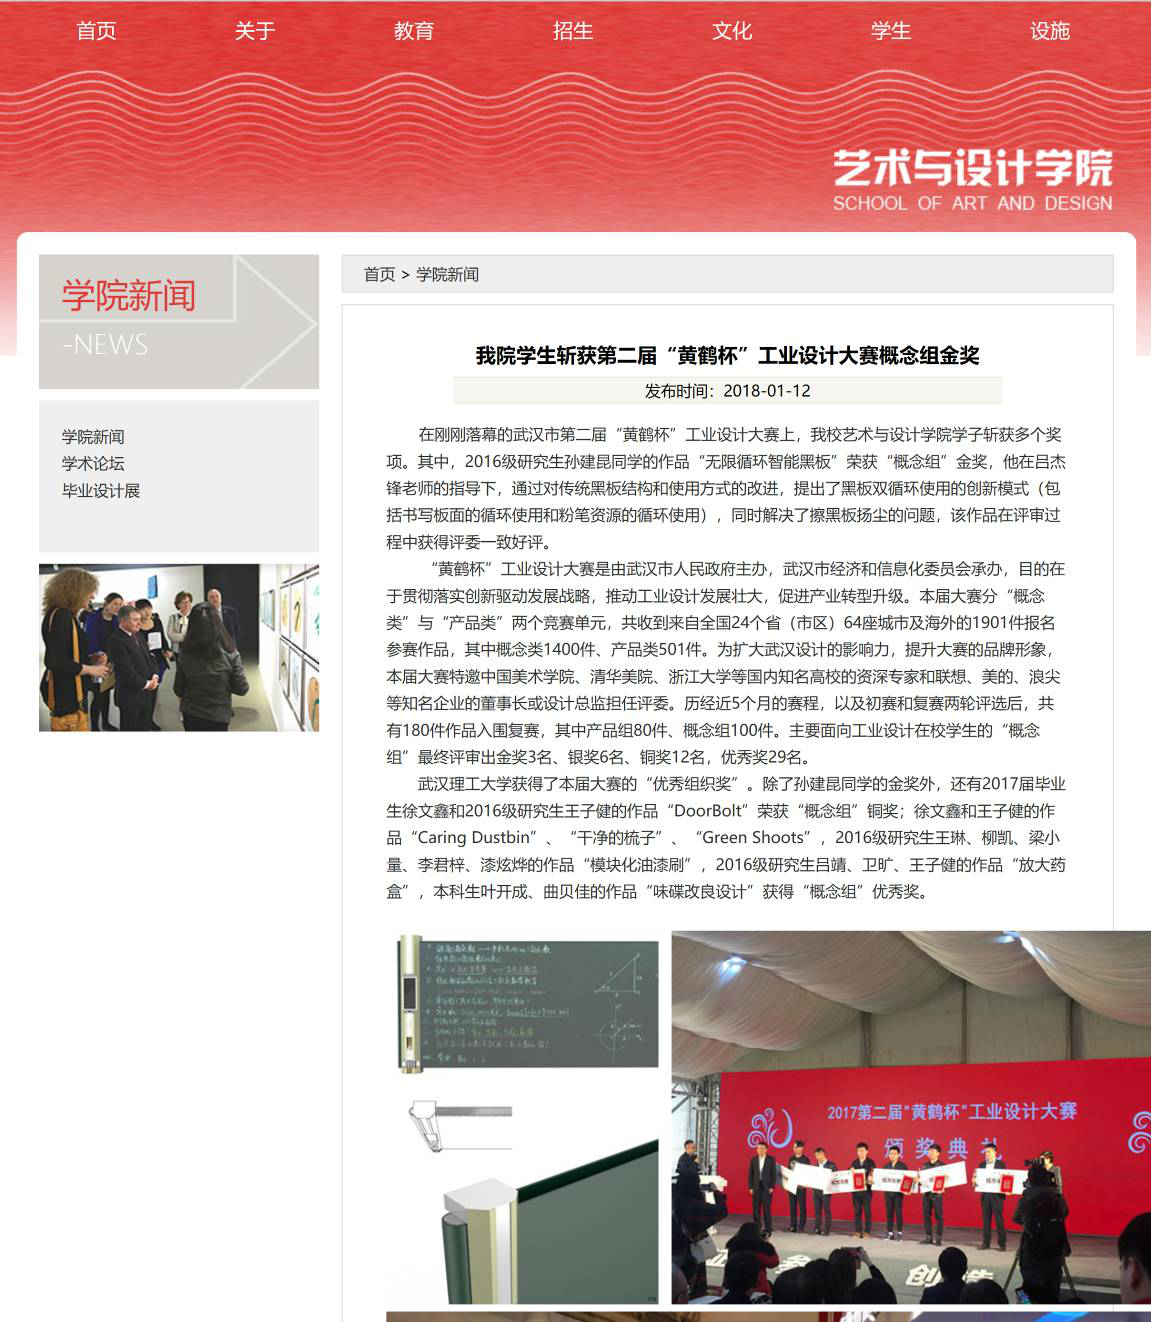 首页 关于 教育 招生 文化 学生 设施
艺术与设计学院
SCHOOL OF ART AND DESIGN
学院新闻
-NEWS
学院新闻
学术论坛
毕业设计展
首页 > 学院新闻
我院学生斩获第二届“黄鹤杯”工业设计大赛概念组金奖
发布时间：2018-01-12
在刚刚落幕的武汉市第二届“黄鹤杯”工业设计大赛上，我校艺术与设计学院学子斩获多个奖
项。其中，2016级研究生孙建昆同学的作品“无限循环智能黑板”荣获“概念组”金奖，他在吕杰
锋老师的指导下，通过对传统黑板结构和使用方式的改进，提出了黑板双循环使用的创新模式（包
括书写板面的循环使用和粉笔资源的循环使用），同时解决了擦黑板扬尘的问题，该作品在评审过
程中获得评委一致好评。
“黄鹤杯”工业设计大赛是由武汉市人民政府主办，武汉市经济和信息化委员会承办，目的在
于贯彻落实创新驱动发展战略，推动工业设计发展壮大，促进产业转型升级。本届大赛分“概念
类”与“产品类”两个竞赛单元，共收到来自全国24个省（市区）64座城市及海外的1901件报名
参赛作品，其中概念类1400件、产品类501件。为扩大武汉设计的影响力，提升大赛的品牌形象，
本届大赛特邀中国美术学院、清华美院、浙江大学等国内知名高校的资深专家和联想、美的、浪尖
等知名企业的董事长或设计总监担任评委。历经近5个月的赛程，以及初赛和复赛两轮评选后，共
有180件作品入围复赛，其中产品组80件、概念组100件。主要面向工业设计在校学生的“概念
组”最终评审出金奖3名、银奖6名、铜奖12名，优秀奖29名。
武汉理工大学获得了本届大赛的“优秀组织奖”。除了孙建昆同学的金奖外，还有2017届毕业
生徐文鑫和2016级研究生王子健的作品“DoorBolt”荣获“概念组”铜奖；徐文鑫和王子健的作
品“Caring Dustbin”、“干净的梳子”、“Green Shoots”，2016级研究生王琳、柳凯、梁小
量、李君梓、漆炫烨的作品“模块化油漆刷”，2016级研究生吕靖、卫旷、王子健的作品“放大药
盒”，本科生叶开成、曲贝佳的作品“味碟改良设计”获得“概念组”优秀奖。
2017第二届"黄鹤杯"工业设计大赛
颁奖典礼